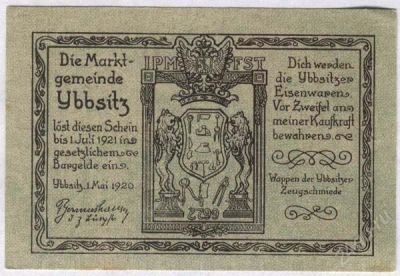 Die Markt-
gemeinde
Ybbsitz
löst diesen Schein
bis 1. Juli 1921 in
gesetzlichem
Bargelde ein.
Ybbsitz, 1. Mai 1920.
IPM FST
Dich werden
die Ybbsitzer
Eisenwaren
Vor Zweifel an
meiner Kaufkraft
bewahren.
Wappen der Ybbsitzer
Zeugschmiede